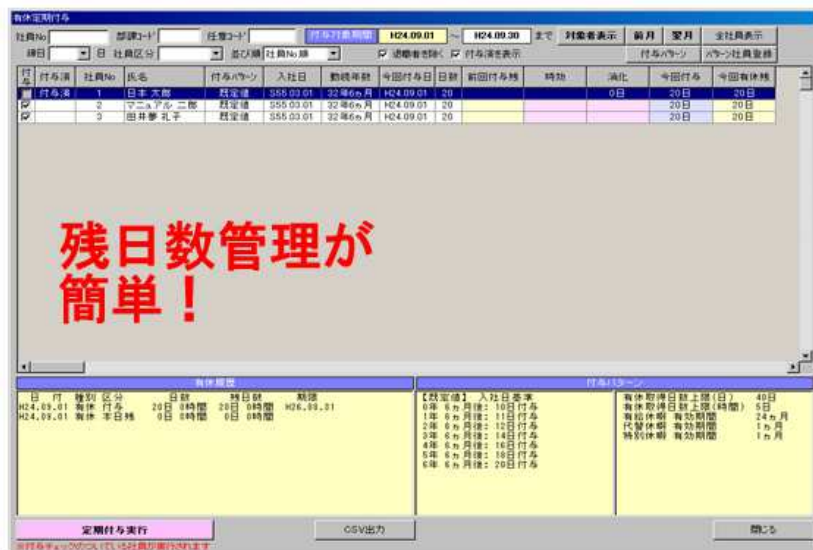 有休定期付与
社員No 部課コード 任意コード 付与対象期間 H24.09.01 ～ H24.09.30 まで 対象者表示 前月 翌月 全社員表示
締日 日 社員区分 並び順 社員No.順 退職者を除く 付与済を表示 付与パターン パターン社員登録
付与 付与済 社員No 氏名 付与パターン 入社日 勤続年数 今回付与日 日数 前回付与残 時効 消化 今回付与 今回有休残
付与済 1 日本 太郎 既定値 S55.03.01 32年6ヵ月 H24.09.01 20 0日 20日 20日
2 マニュアル 二郎 既定値 S55.03.01 32年6ヵ月 H24.09.01 20 20日 20日
3 田井夢 礼子 既定値 S55.03.01 32年6ヵ月 H24.09.01 20 20日 20日
残日数管理が
簡単！
有休履歴
日 付 種別 区分 日数 残日数 期限
H24.09.01 有休 付与 20日 0時間 20日 0時間 H26.09.01
H24.09.01 有休 本日残 0日 0時間 0日 0時間
付与パターン
【既定値】 入社日基準
0年 6ヵ月後: 10日付与
1年 6ヵ月後: 11日付与
2年 6ヵ月後: 12日付与
3年 6ヵ月後: 14日付与
4年 6ヵ月後: 16日付与
5年 6ヵ月後: 18日付与
6年 6ヵ月後: 20日付与
有休取得日数上限(日) 40日
有休取得日数上限(時間) 5日
有給休暇 有効期間 24ヵ月
代替休暇 有効期間 1ヵ月
特別休暇 有効期間 1ヵ月
定期付与実行 CSV出力 閉じる
※付与チェックのついている社員が実行されます